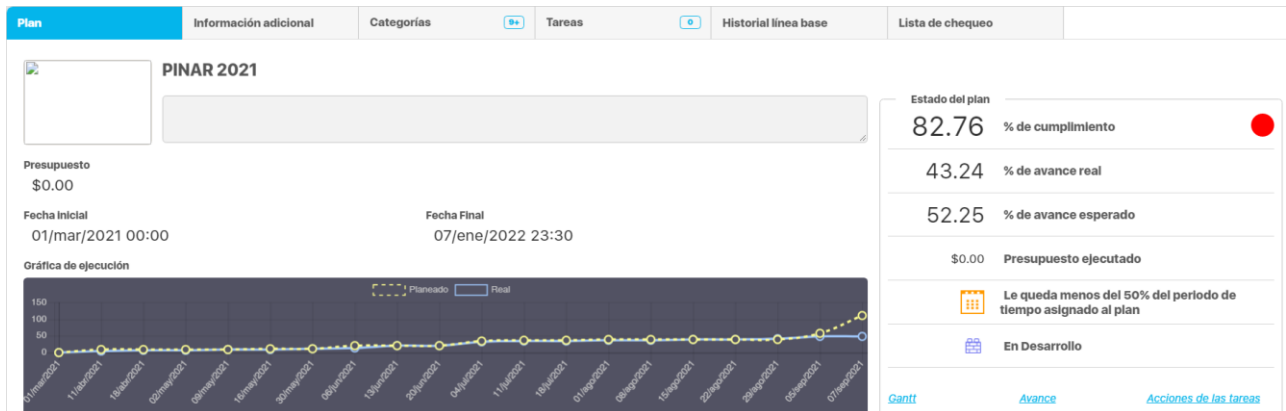 Plan Información adicional Categorías 9+ Tareas 0 Historial línea base Lista de chequeo
PINAR 2021
Presupuesto
$0.00
Fecha Inicial Fecha Final
01/mar/2021 00:00 07/ene/2022 23:30
Gráfica de ejecución
Planeado Real
150
100
50
0
01/mar/2021 11/abr/2021 18/abr/2021 02/may/2021 09/may/2021 16/may/2021 30/may/2021 06/jun/2021 13/jun/2021 20/jun/2021 04/jul/2021 11/jul/2021 18/jul/2021 01/ago/2021 08/ago/2021 15/ago/2021 22/ago/2021 29/ago/2021 05/sep/2021 07/sep/2021
Estado del plan
82.76 % de cumplimiento
43.24 % de avance real
52.25 % de avance esperado
$0.00 Presupuesto ejecutado
Le queda menos del 50% del periodo de
tiempo asignado al plan
En Desarrollo
Gantt Avance Acciones de las tareas